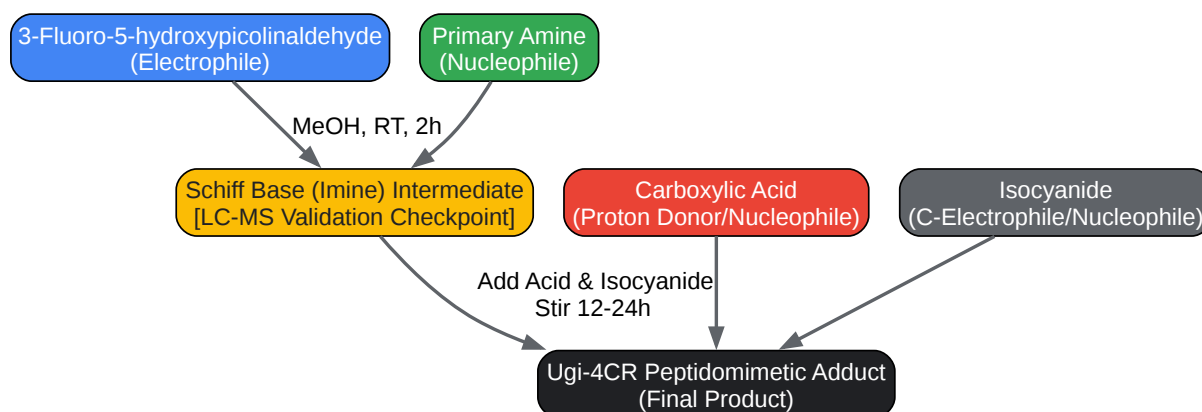 3-Fluoro-5-hydroxypicolinaldehyde
(Electrophile)
Primary Amine
(Nucleophile)
MeOH, RT, 2h
Schiff Base (Imine) Intermediate
[LC-MS Validation Checkpoint]
Carboxylic Acid
(Proton Donor/Nucleophile)
Isocyanide
(C-Electrophile/Nucleophile)
Add Acid & Isocyanide
Stir 12-24h
Ugi-4CR Peptidomimetic Adduct
(Final Product)